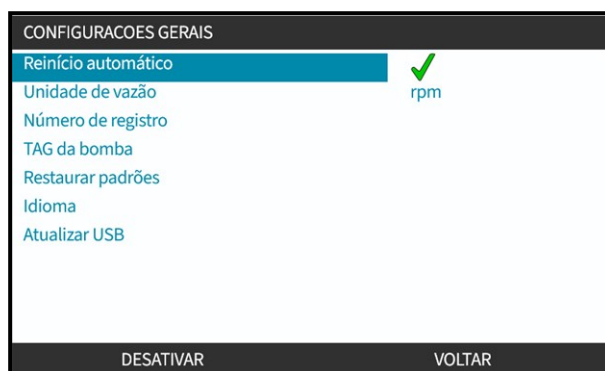 CONFIGURACOES GERAIS
Reinício automático
Unidade de vazão rpm
Número de registro
TAG da bomba
Restaurar padrões
Idioma
Atualizar USB
DESATIVAR VOLTAR